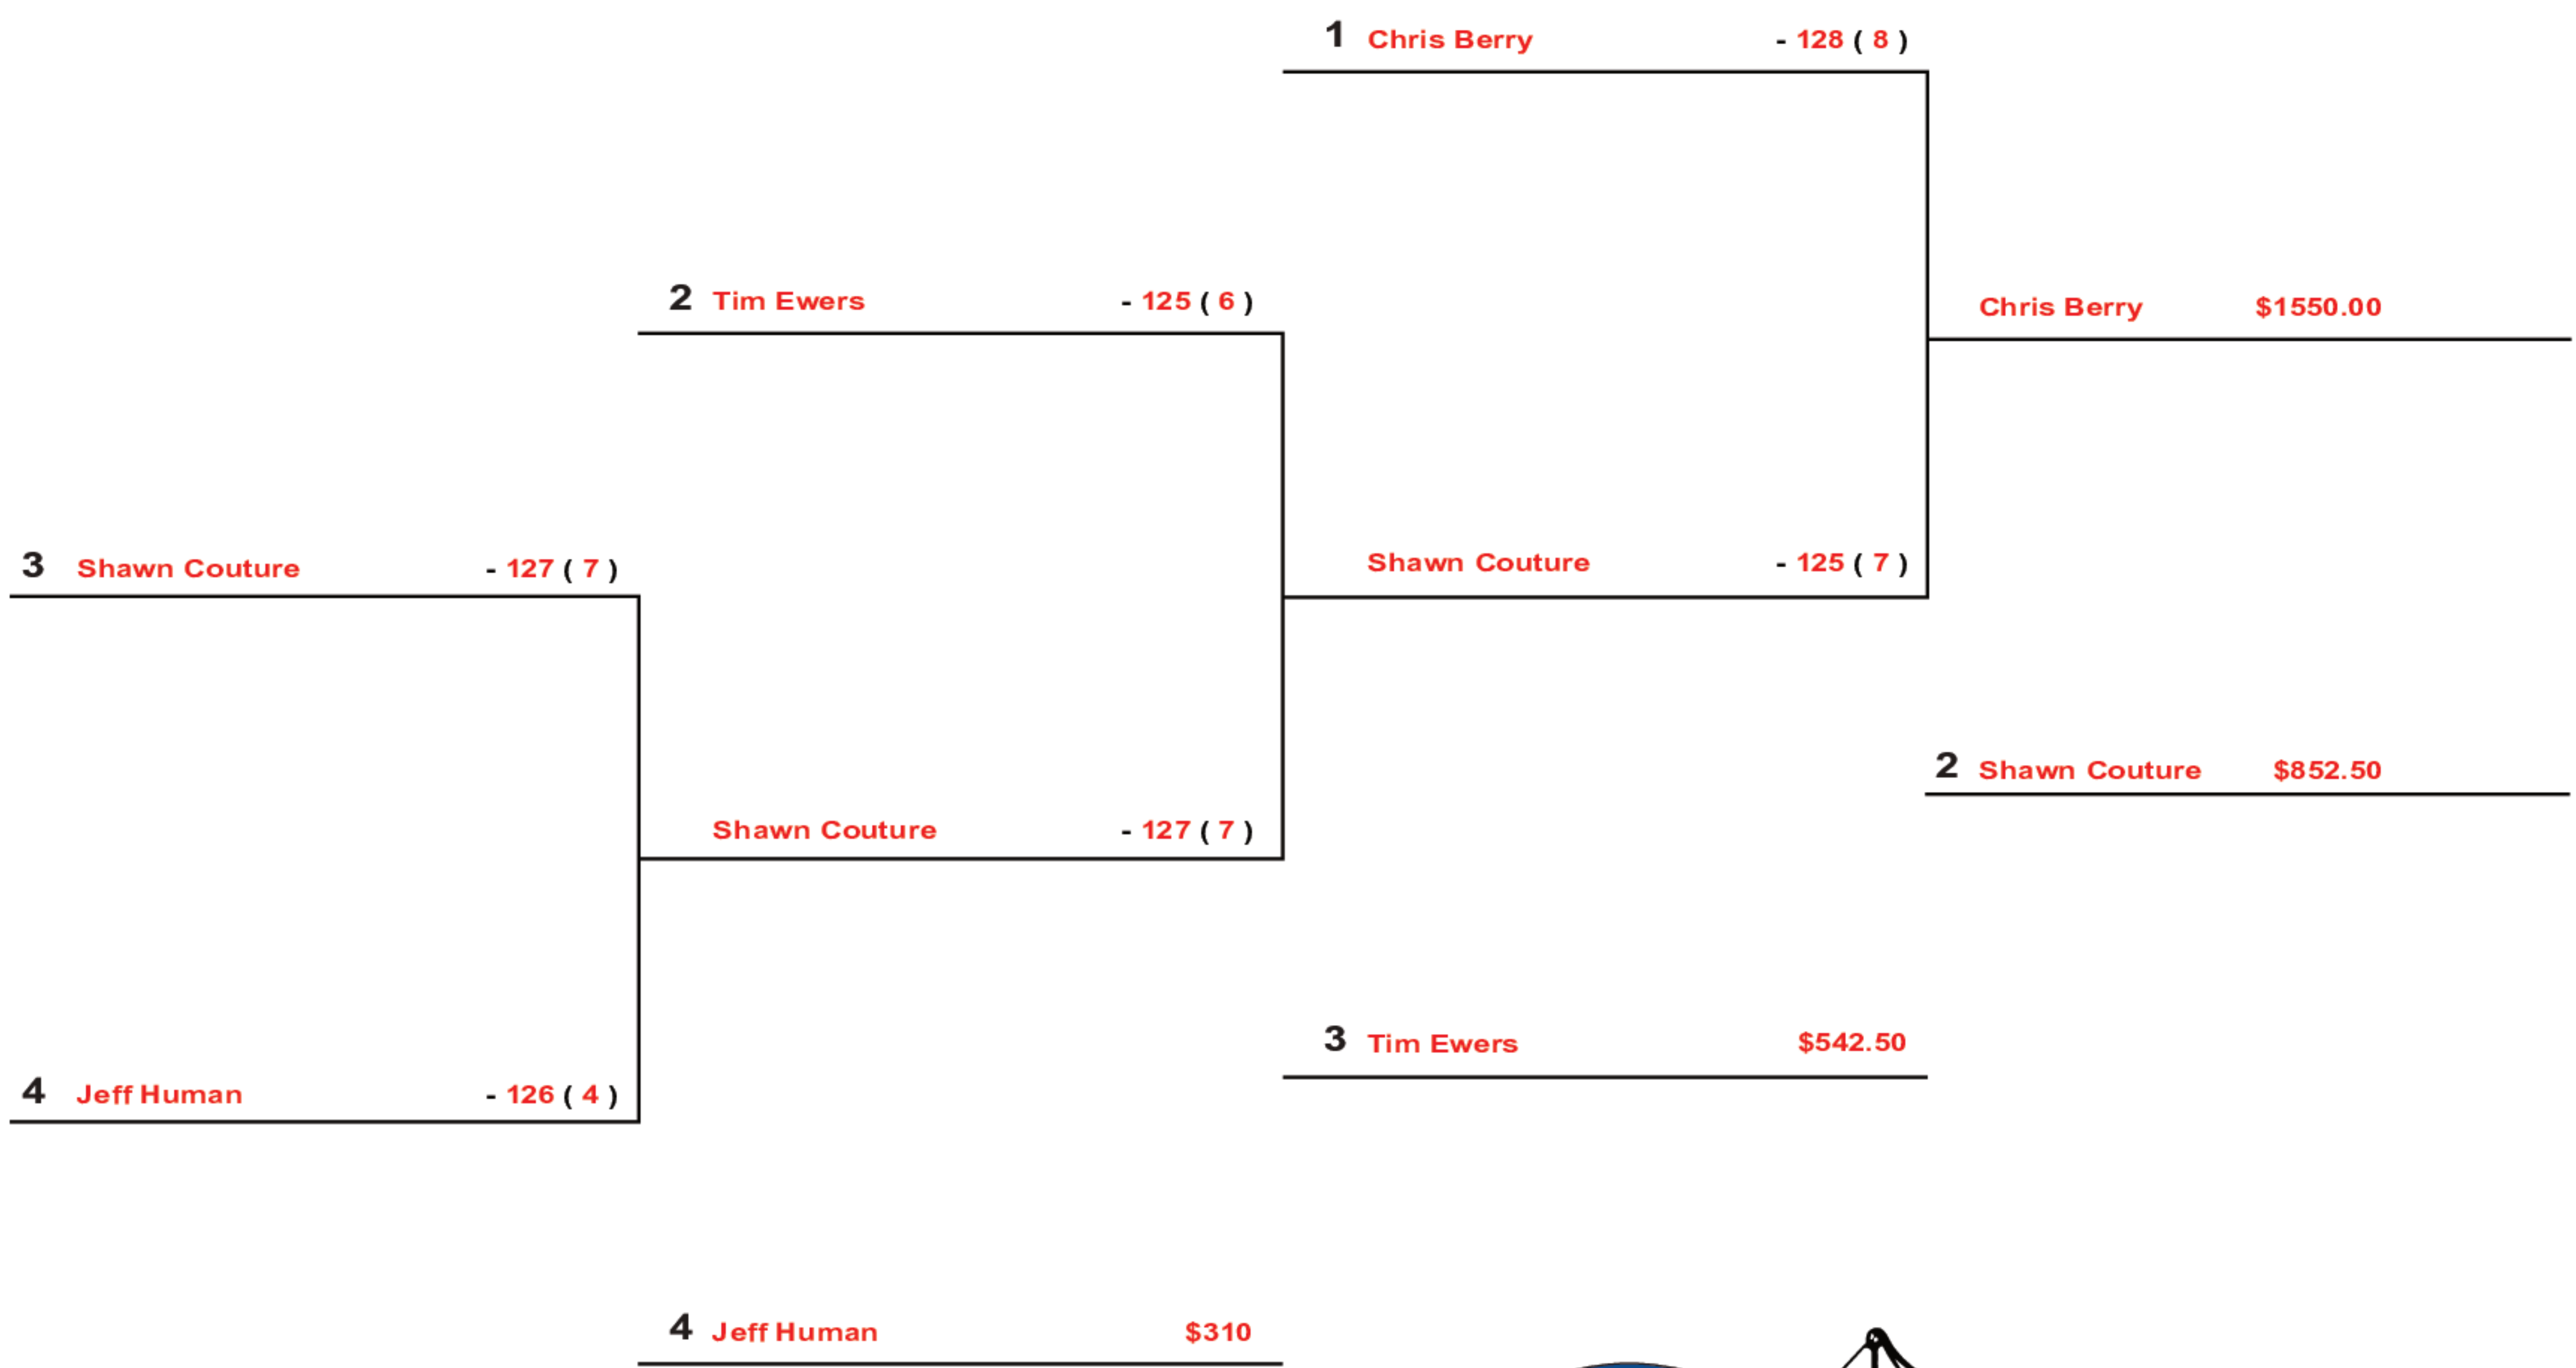 1 Chris Berry - 128 ( 8 )
2 Tim Ewers - 125 ( 6 )
Chris Berry $1550.00
3 Shawn Couture - 127 ( 7 )
Shawn Couture - 125 ( 7 )
2 Shawn Couture $852.50
Shawn Couture - 127 ( 7 )
3 Tim Ewers $542.50
4 Jeff Human - 126 ( 4 )
4 Jeff Human $310